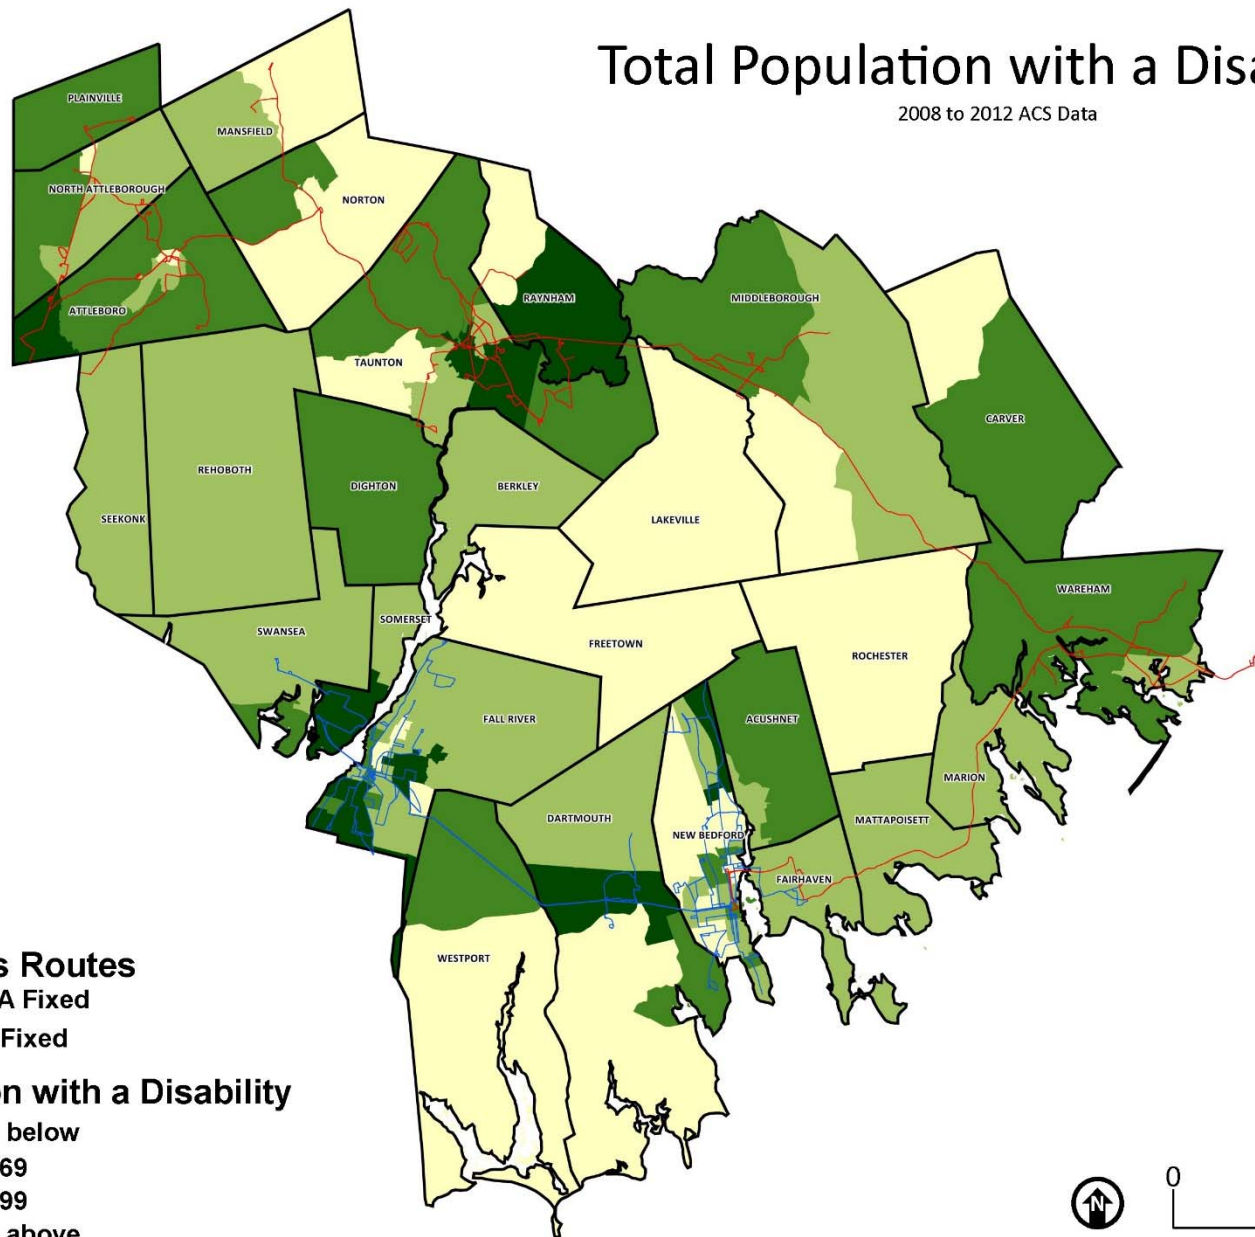 Total Population with a Disa
2008 to 2012 ACS Data
PLAINVILLE
MANSFIELD
NORTH ATTLEBOROUGH
NORTON
ATTLEBORO
RAYNHAM
MIDDLEBOROUGH
TAUNTON
CARVER
REHOBOTH
DIGHTON
BERKLEY
SEEKONK
LAKEVILLE
WAREHAM
SWANSEA
SOMERSET
FREETOWN
ROCHESTER
FALL RIVER
ACUSHNET
MARION
DARTMOUTH
MATTAPOISETT
NEW BEDFORD
FAIRHAVEN
WESTPORT
s Routes
A Fixed
Fixed
on with a Disability
below
69
99
above
N
0